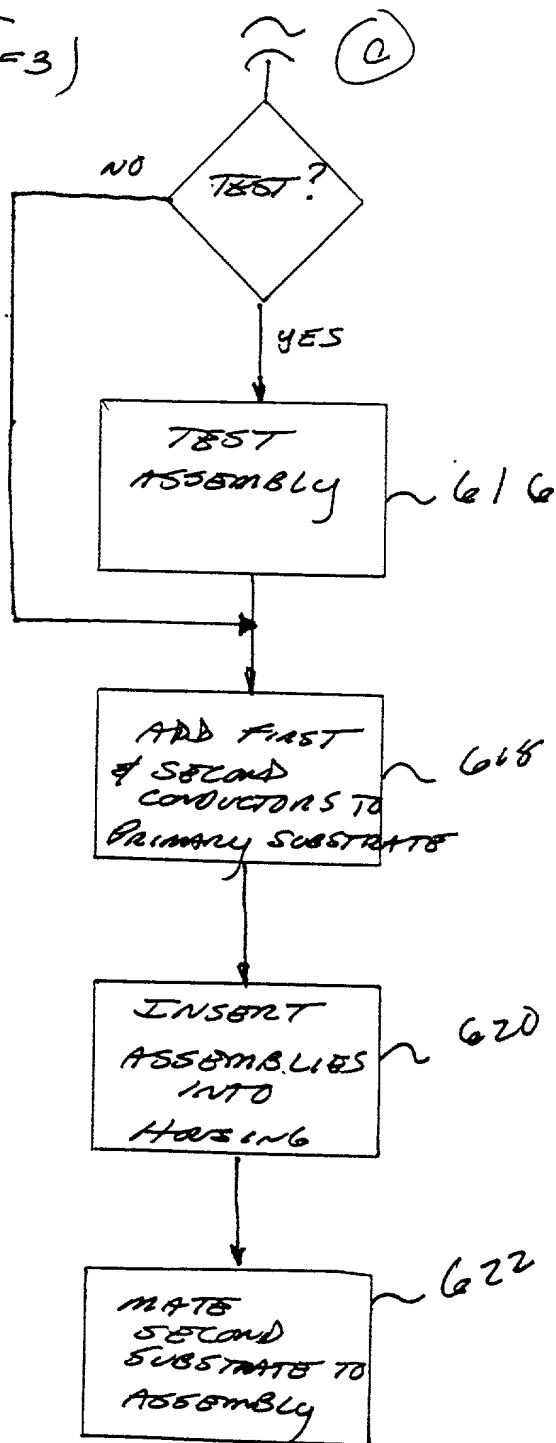 =3)
a
NO
TEST?
YES
TEST
ASSEMBLY
616
ADD FIRST
& SECOND
CONDUCTORS TO
PRIMARY SUBSTRATE
618
INSERT
ASSEMBLIES
INTO
HOUSING
620
MATE
SECOND
SUBSTRATE TO
ASSEMBLY
622